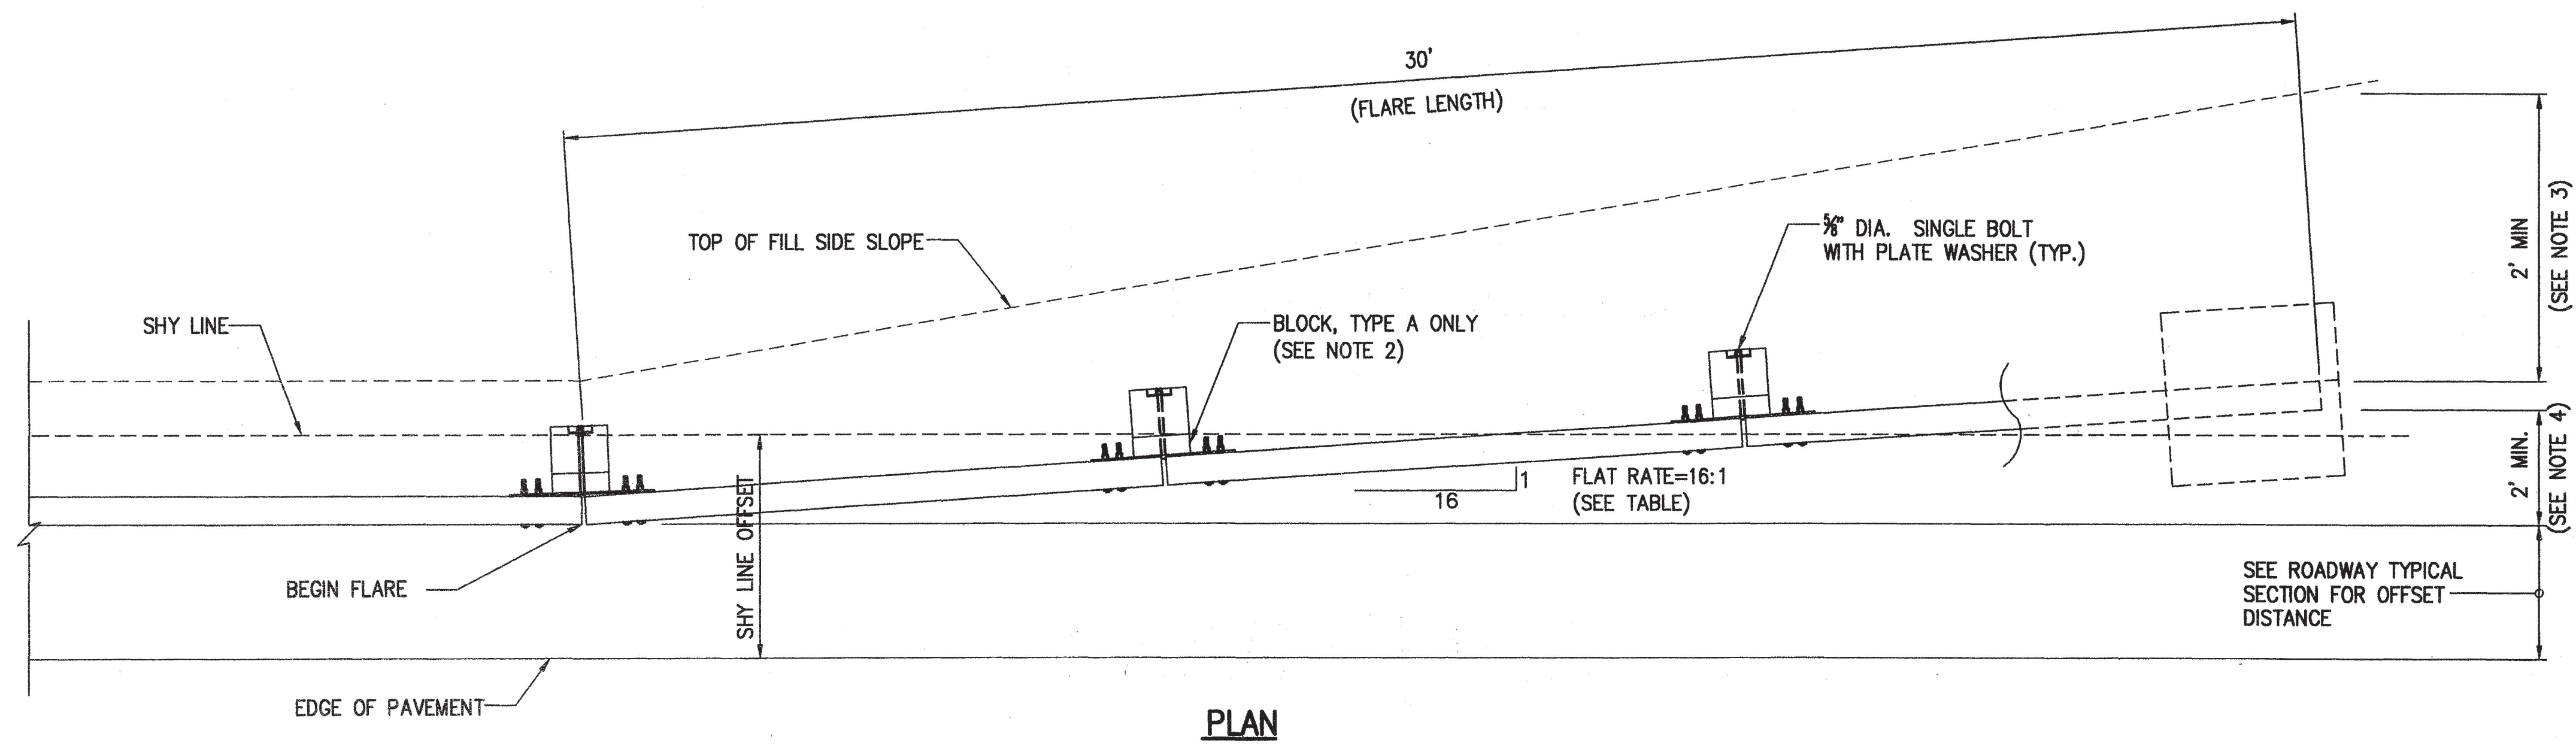 30'
(FLARE LENGTH)
TOP OF FILL SIDE SLOPE
5/8" DIA. SINGLE BOLT
WITH PLATE WASHER (TYP.)
2' MIN
(SEE NOTE 3)
SHY LINE
BLOCK, TYPE A ONLY
(SEE NOTE 2)
1
16
FLAT RATE=16:1
(SEE TABLE)
2' MIN.
(SEE NOTE 4)
BEGIN FLARE
SHY LINE OFFSET
SEE ROADWAY TYPICAL
SECTION FOR OFFSET
DISTANCE
EDGE OF PAVEMENT
PLAN